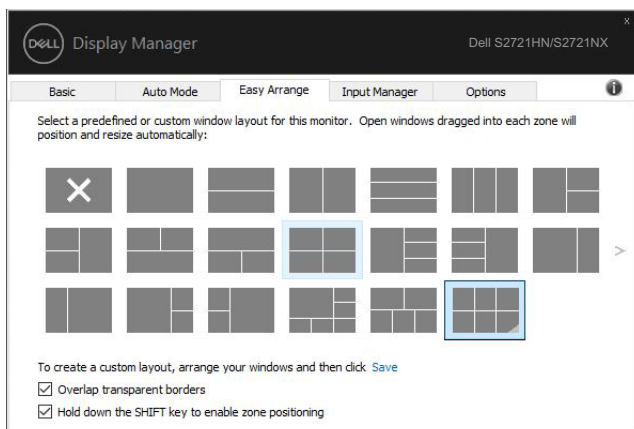 DELL Display Manager
Dell S2721HN/S2721NX
x
Basic Auto Mode Easy Arrange Input Manager Options
Select a predefined or custom window layout for this monitor. Open windows dragged into each zone will
position and resize automatically:
>
To create a custom layout, arrange your windows and then click Save
Overlap transparent borders
Hold down the SHIFT key to enable zone positioning